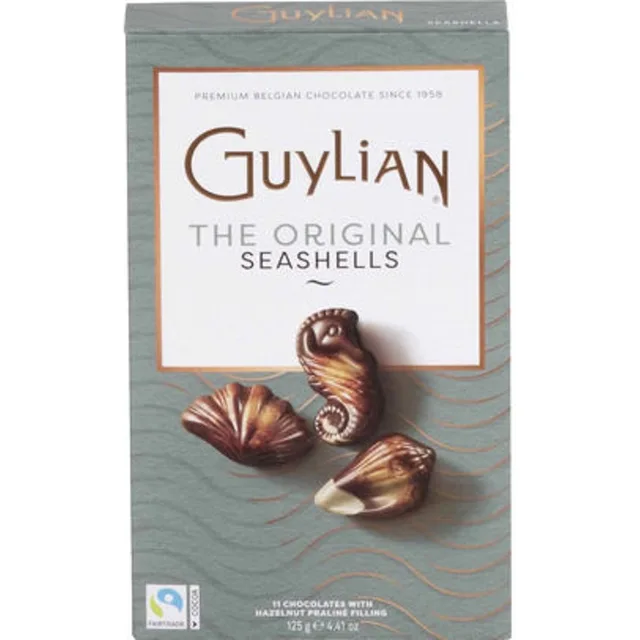 GUYLIAN
SEASHELLS
PREMIUM BELGIAN CHOCOLATE SINCE 1958
GUYLIAN®
THE ORIGINAL
SEASHELLS
11 CHOCOLATES WITH
HAZELNUT PRALINÉ FILLING
125 g ℮ 4.41 oz
FAIRTRADE
COCOA